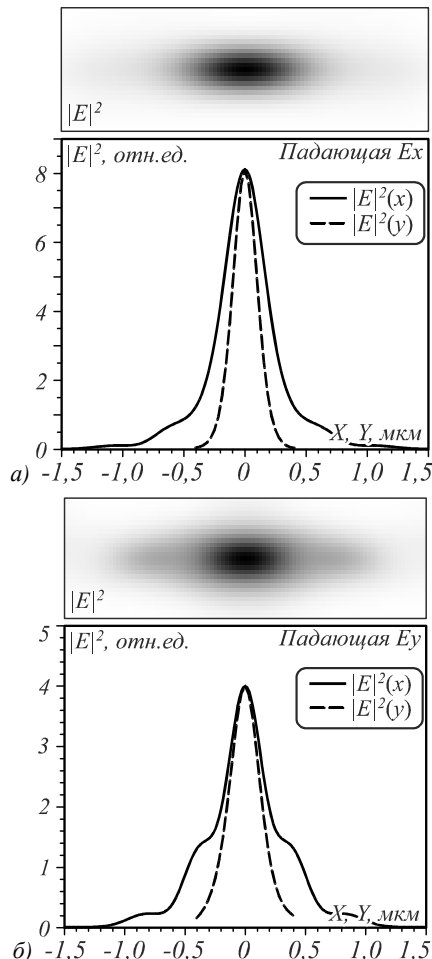 |E|²
|E|², отн.ед. Падающая Ex
|E|²(x)
|E|²(y)
8
6
4
2
0
X, Y, мкм
а) -1,5 -1,0 -0,5 0 0,5 1,0 1,5
|E|²
|E|², отн.ед. Падающая Ey
|E|²(x)
|E|²(y)
5
4
3
2
1
0
X, Y, мкм
б) -1,5 -1,0 -0,5 0 0,5 1,0 1,5